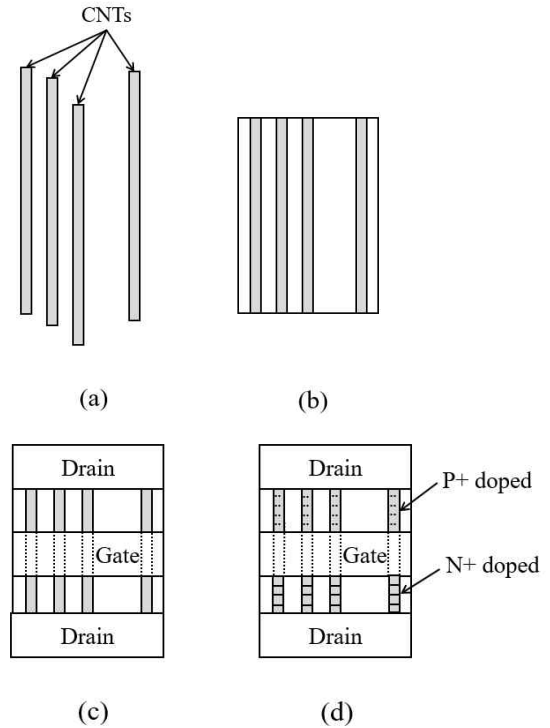 CNTs
(a)
(b)
Drain
Gate
Drain
(c)
Drain
Gate
Drain
P+ doped
N+ doped
(d)